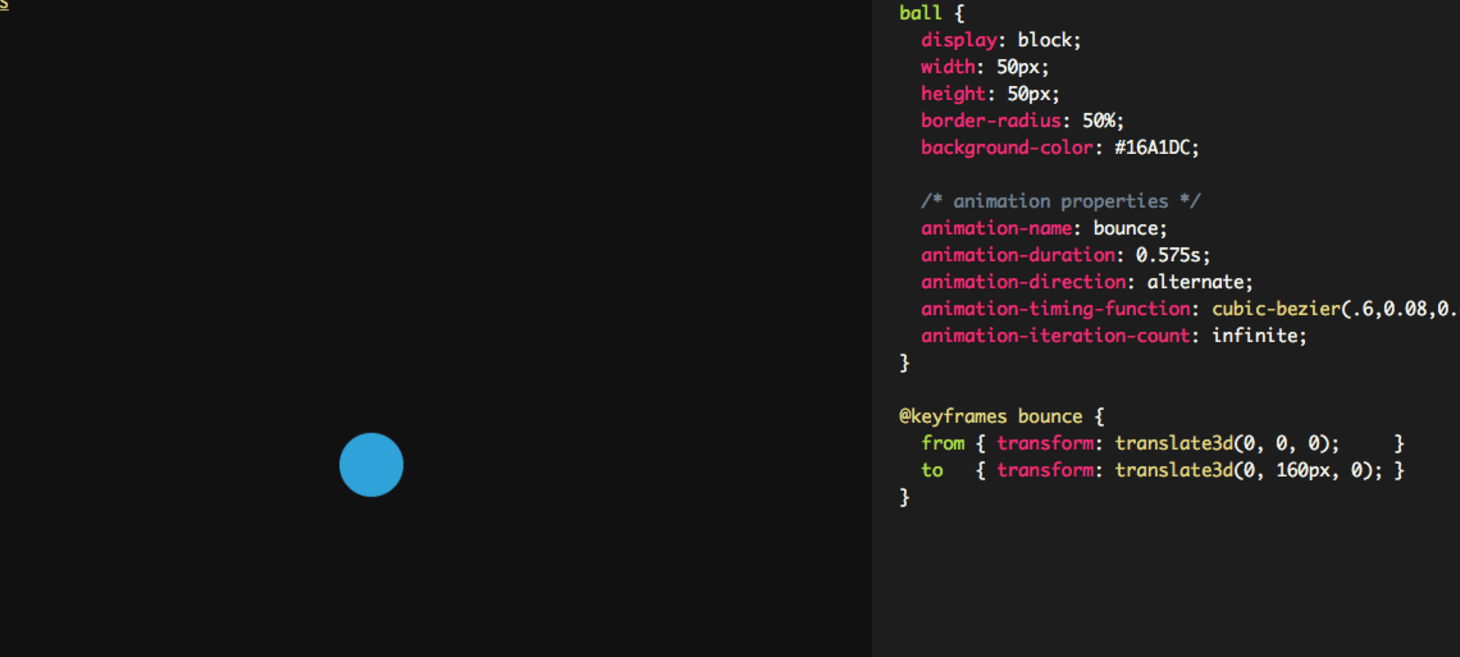 ball {
  display: block;
  width: 50px;
  height: 50px;
  border-radius: 50%;
  background-color: #16A1DC;
  /* animation properties */
  animation-name: bounce;
  animation-duration: 0.575s;
  animation-direction: alternate;
  animation-timing-function: cubic-bezier(.6,0.08,0.
  animation-iteration-count: infinite;
}
@keyframes bounce {
  from { transform: translate3d(0, 0, 0);     }
  to   { transform: translate3d(0, 160px, 0); }
}